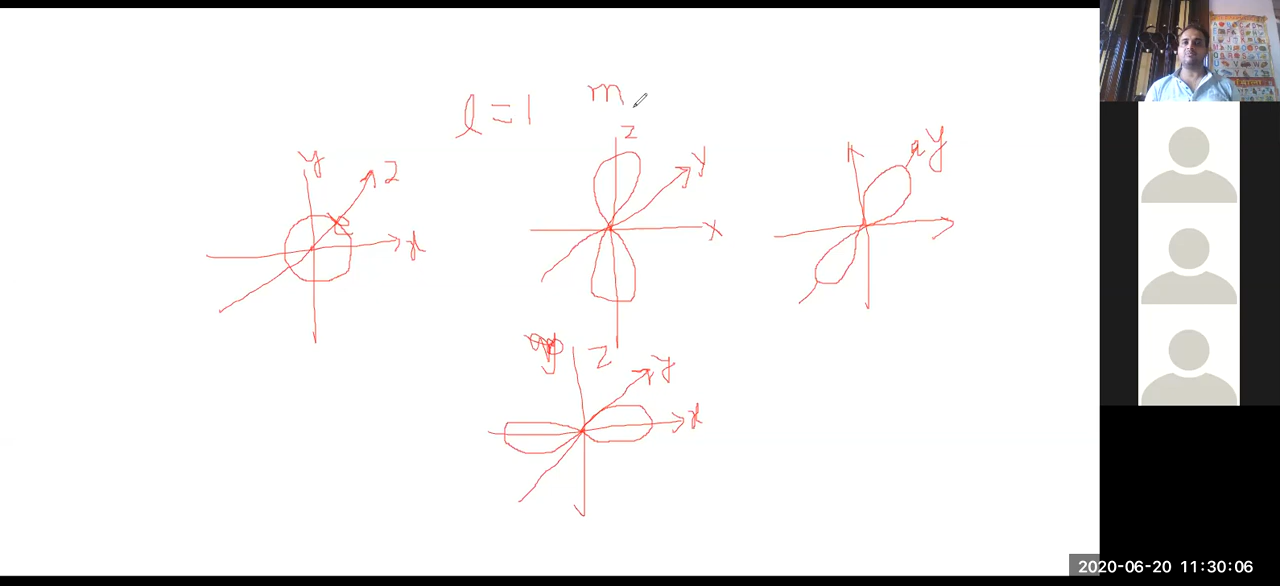 l = 1 m
y z x
z y x
y
z y x
2020-06-20 11:30:06